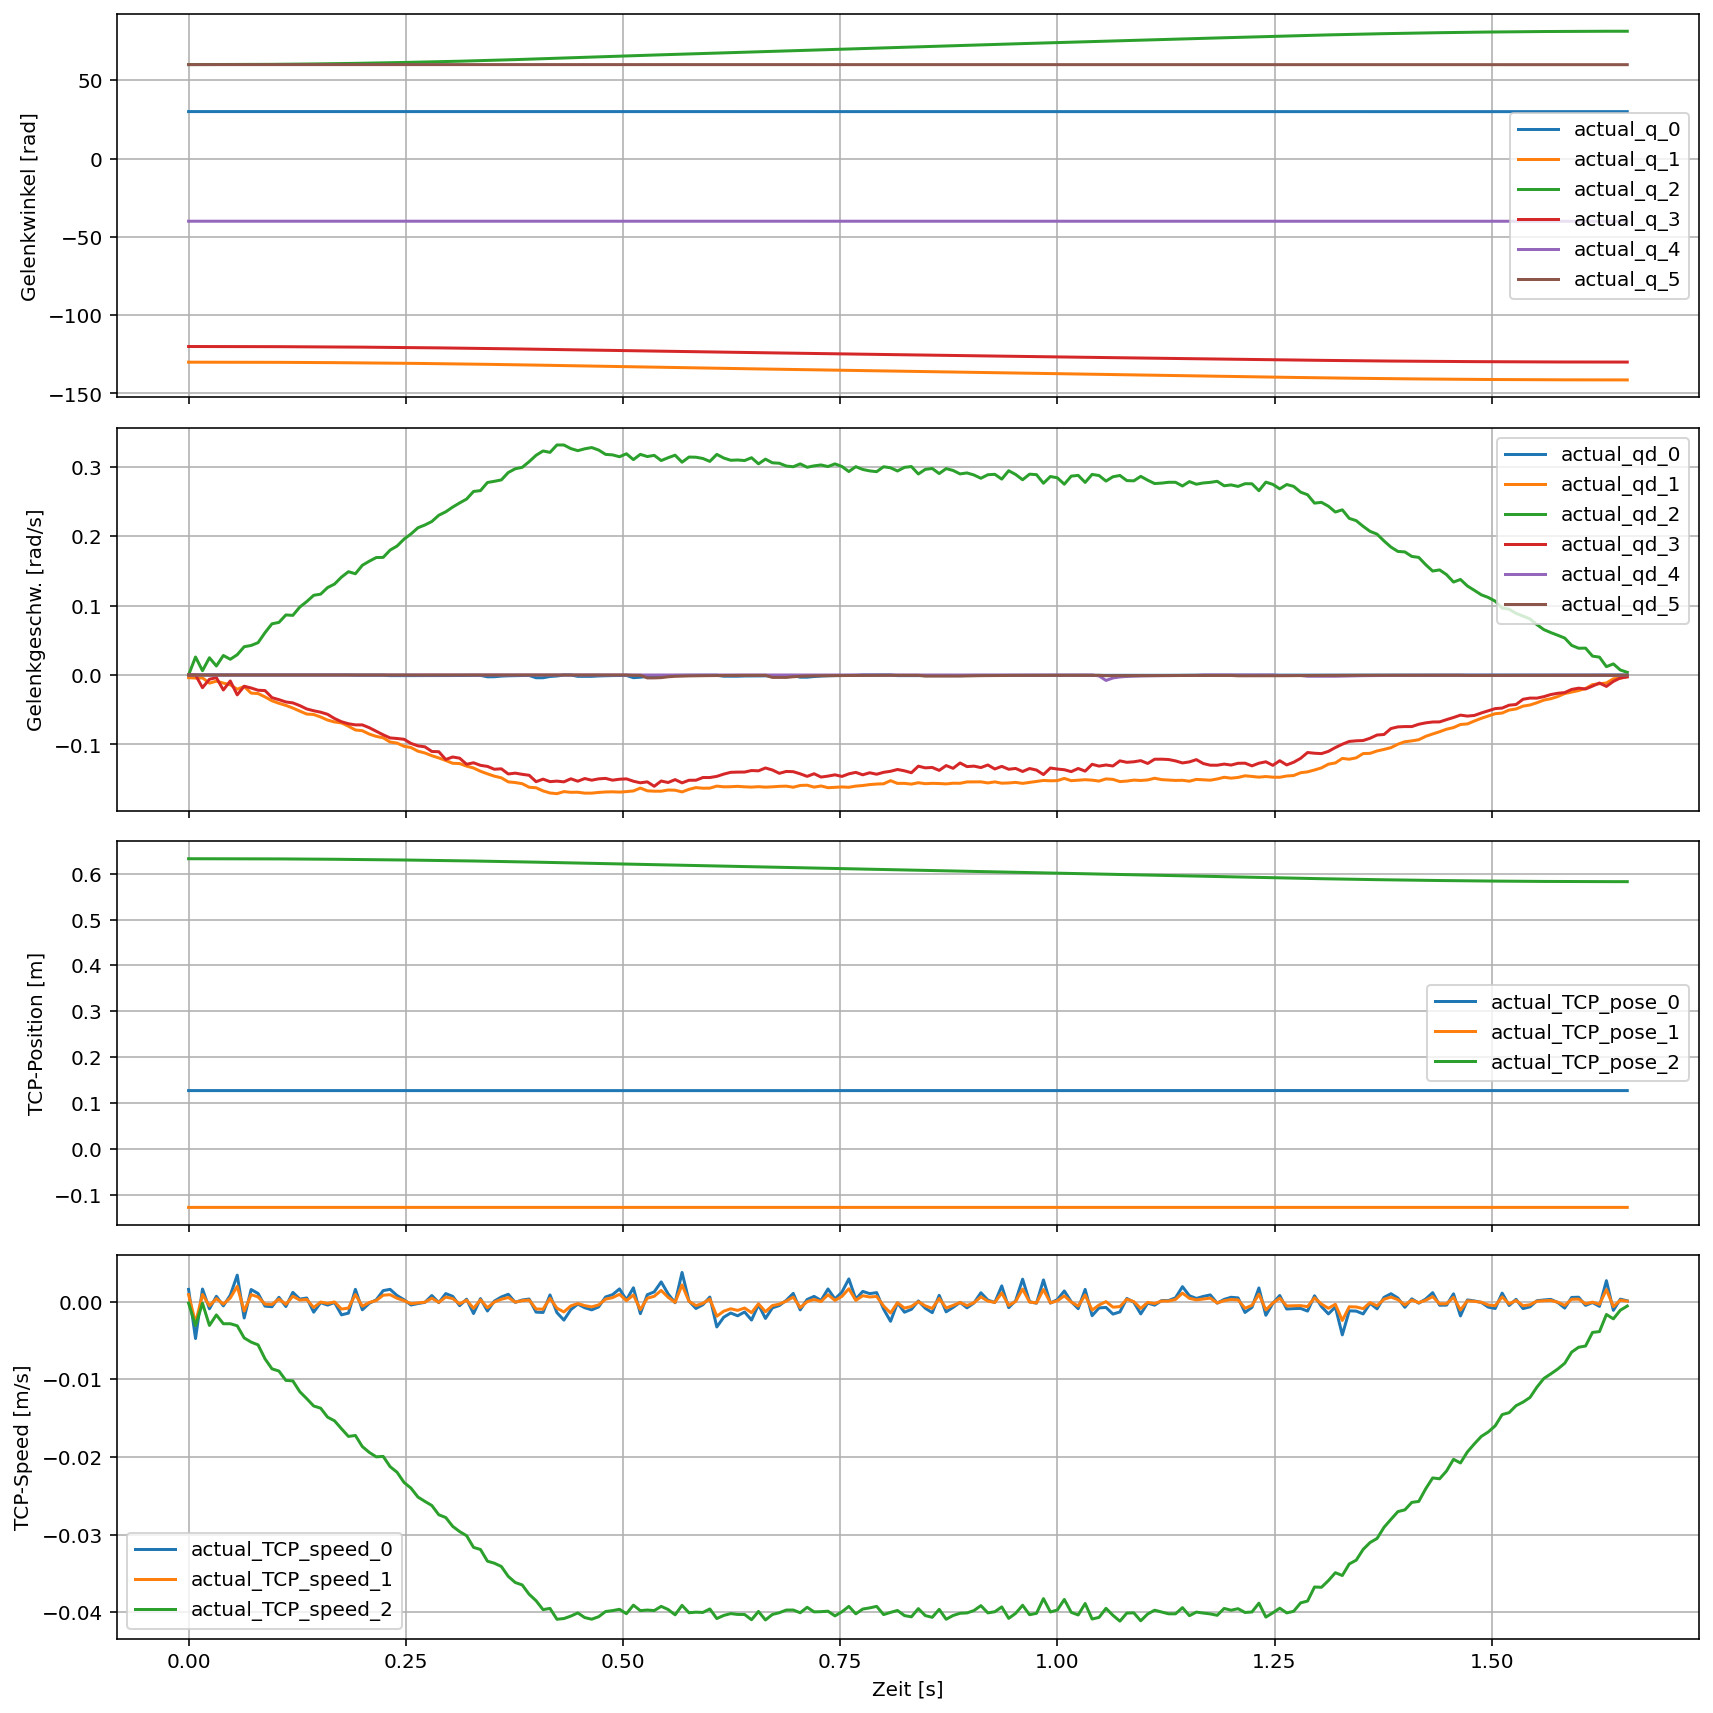 50
0
−50
−100
−150
Gelenkwinkel [rad]
actual_q_0
actual_q_1
actual_q_2
actual_q_3
actual_q_4
actual_q_5
0.3
0.2
0.1
0.0
−0.1
Gelenkgeschw. [rad/s]
actual_qd_0
actual_qd_1
actual_qd_2
actual_qd_3
actual_qd_4
actual_qd_5
0.6
0.5
0.4
0.3
0.2
0.1
0.0
−0.1
TCP-Position [m]
actual_TCP_pose_0
actual_TCP_pose_1
actual_TCP_pose_2
0.00
−0.01
−0.02
−0.03
−0.04
TCP-Speed [m/s]
actual_TCP_speed_0
actual_TCP_speed_1
actual_TCP_speed_2
0.00 0.25 0.50 0.75 1.00 1.25 1.50
Zeit [s]